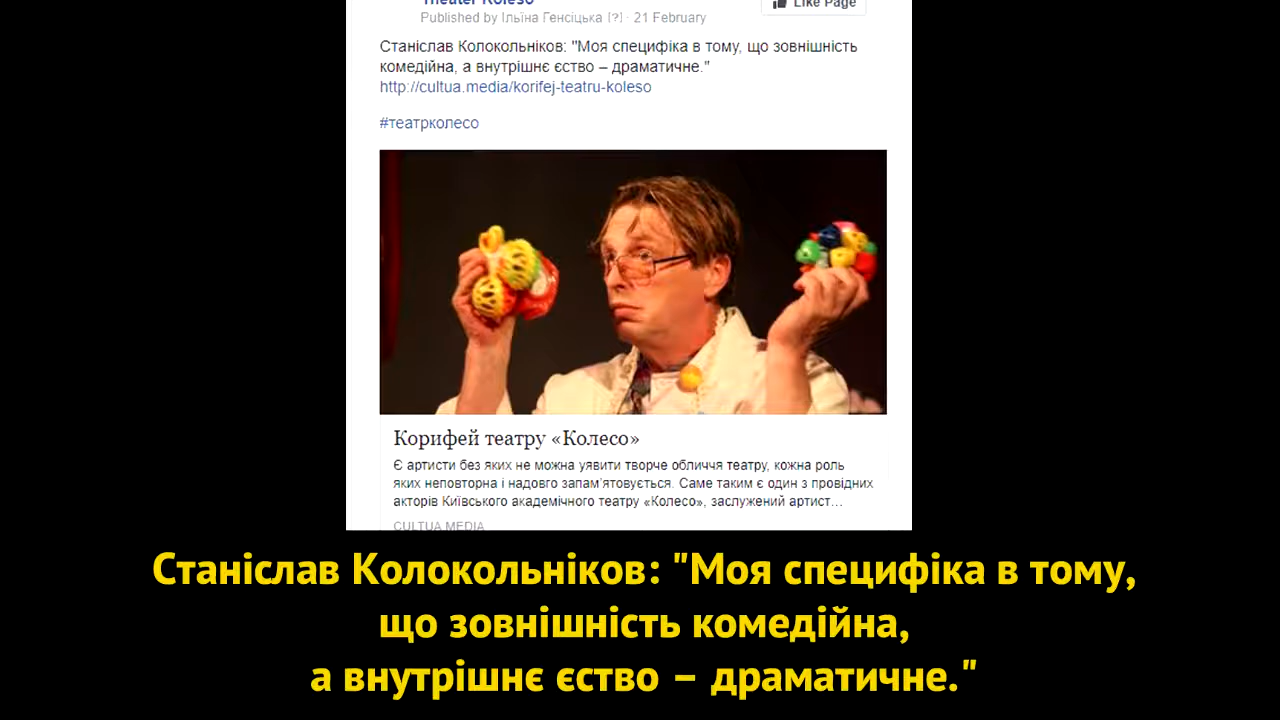 Theater Koleso
Like Page
Published by Ільїна Генсіцька [?] · 21 February
Станіслав Колокольніков: "Моя специфіка в тому, що зовнішність
комедійна, а внутрішнє єство – драматичне."
http://cultua.media/korifej-teatru-koleso
#театрколесо
Корифей театру «Колесо»
Є артисти без яких не можна уявити творче обличчя театру, кожна роль
яких неповторна і надовго запам'ятовується. Саме таким є один з провідних
акторів Київського академічного театру «Колесо», заслужений артист...
CULTUA MEDIA
Станіслав Колокольніков: "Моя специфіка в тому,
що зовнішність комедійна,
а внутрішнє єство – драматичне."